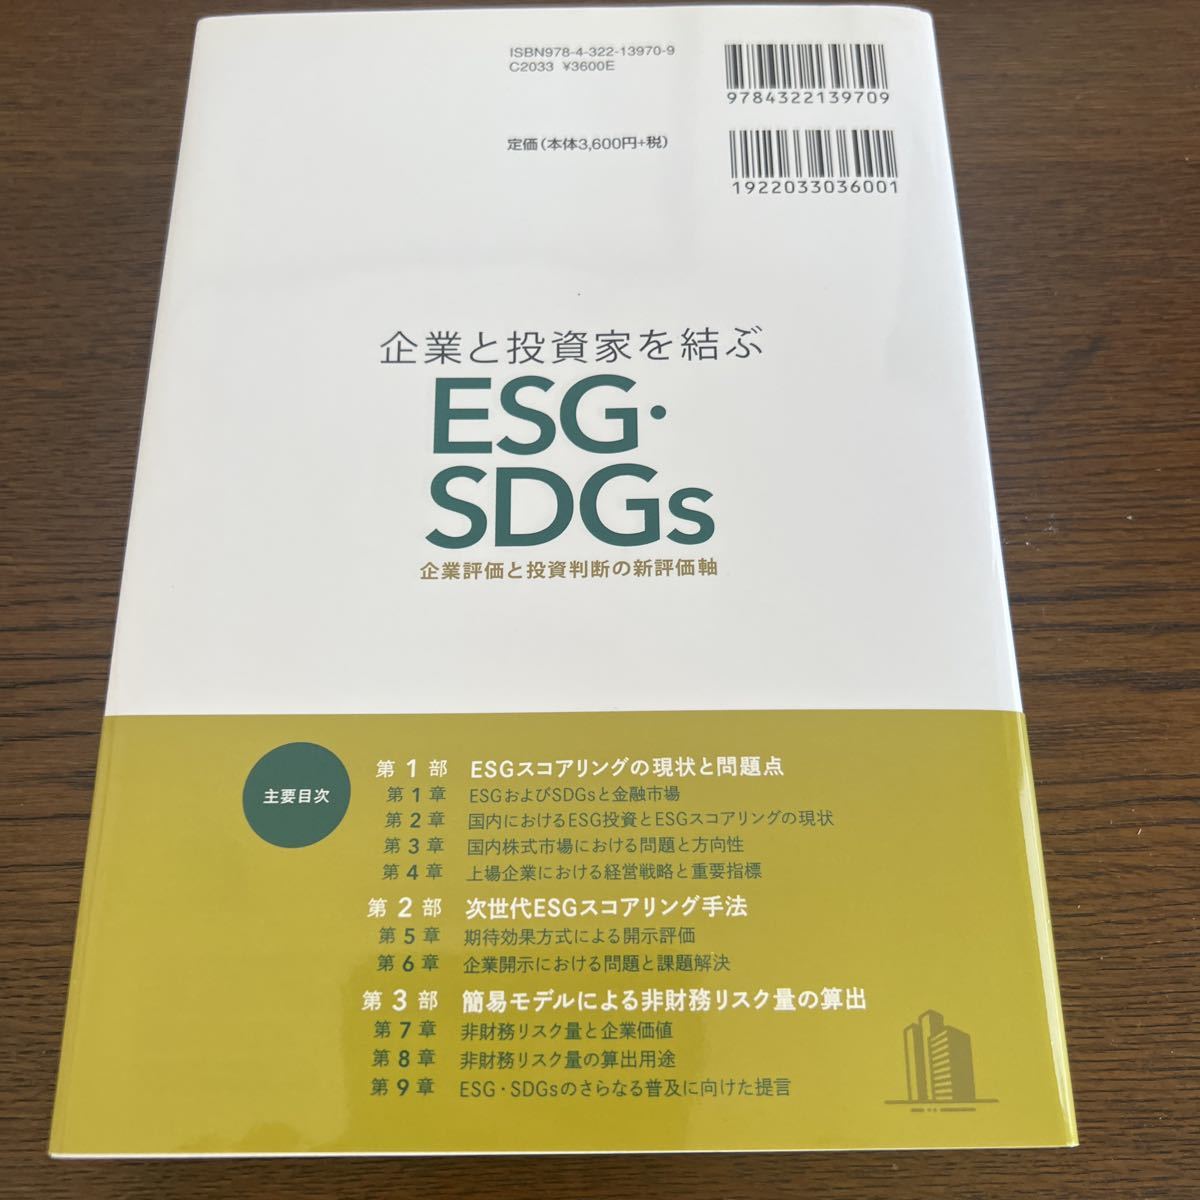 ISBN978-4-322-13970-9
C2033 ¥3600E
9784322139709
定価(本体3,600円+税)
1922033036001
企業と投資家を結ぶ
ESG・
SDGs
企業評価と投資判断の新評価軸
主要目次
第1部 ESGスコアリングの現状と問題点
第1章 ESGおよびSDGsと金融市場
第2章 国内におけるESG投資とESGスコアリングの現状
第3章 国内株式市場における問題と方向性
第4章 上場企業における経営戦略と重要指標
第2部 次世代ESGスコアリング手法
第5章 期待効果方式による開示評価
第6章 企業開示における問題と課題解決
第3部 簡易モデルによる非財務リスク量の算出
第7章 非財務リスク量と企業価値
第8章 非財務リスク量の算出用途
第9章 ESG・SDGsのさらなる普及に向けた提言